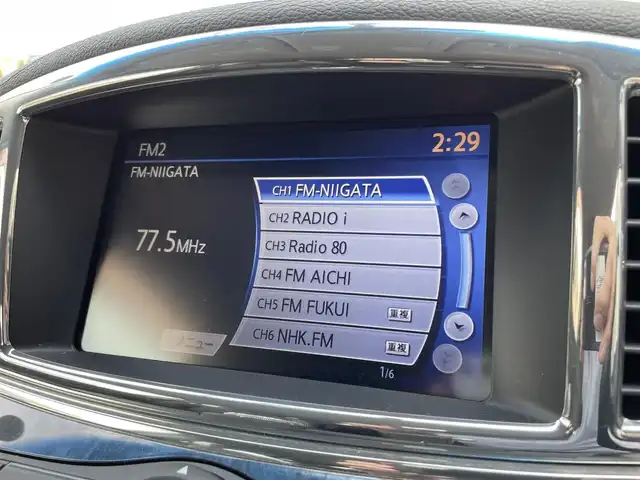 FM2
2:29
FM-NIIGATA
77.5MHz
CH1 FM-NIIGATA
CH2 RADIO i
CH3 Radio 80
CH4 FM AICHI
CH5 FM FUKUI 重複
CH6 NHK.FM 重複
メニュー
1/6